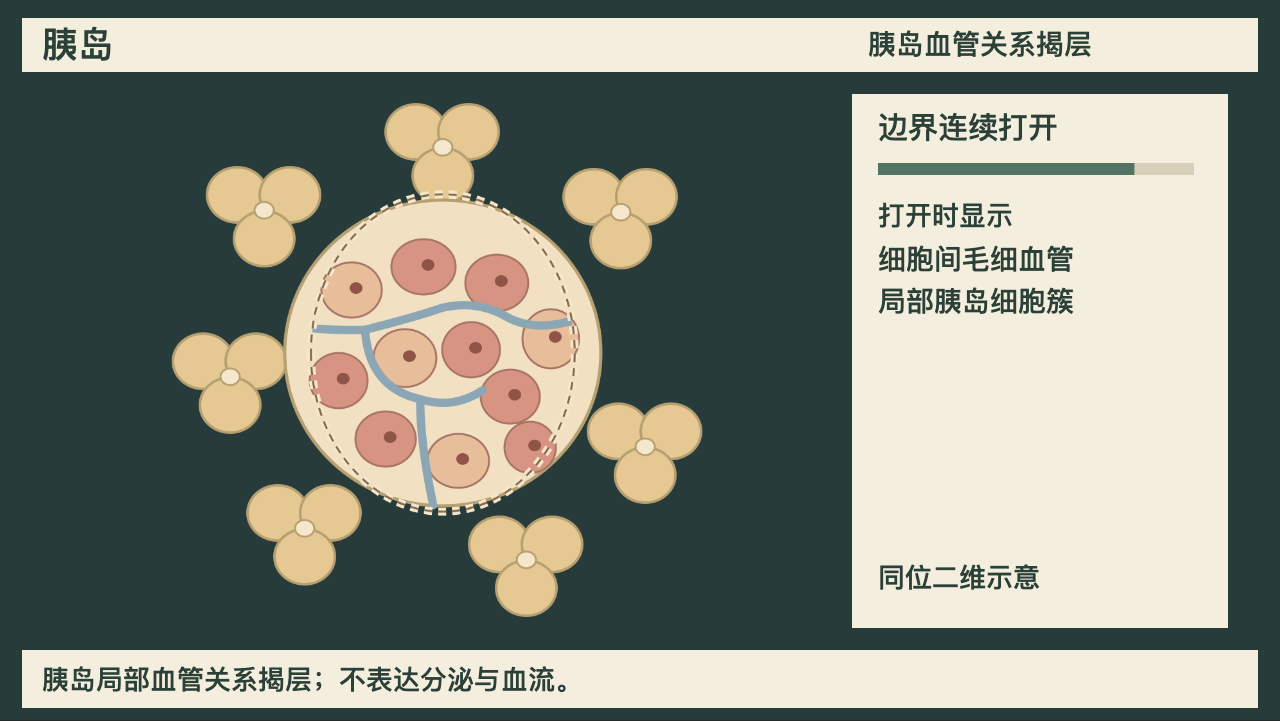 胰岛
胰岛血管关系揭层
边界连续打开
打开时显示
细胞间毛细血管
局部胰岛细胞簇
同位二维示意
胰岛局部血管关系揭层；不表达分泌与血流。